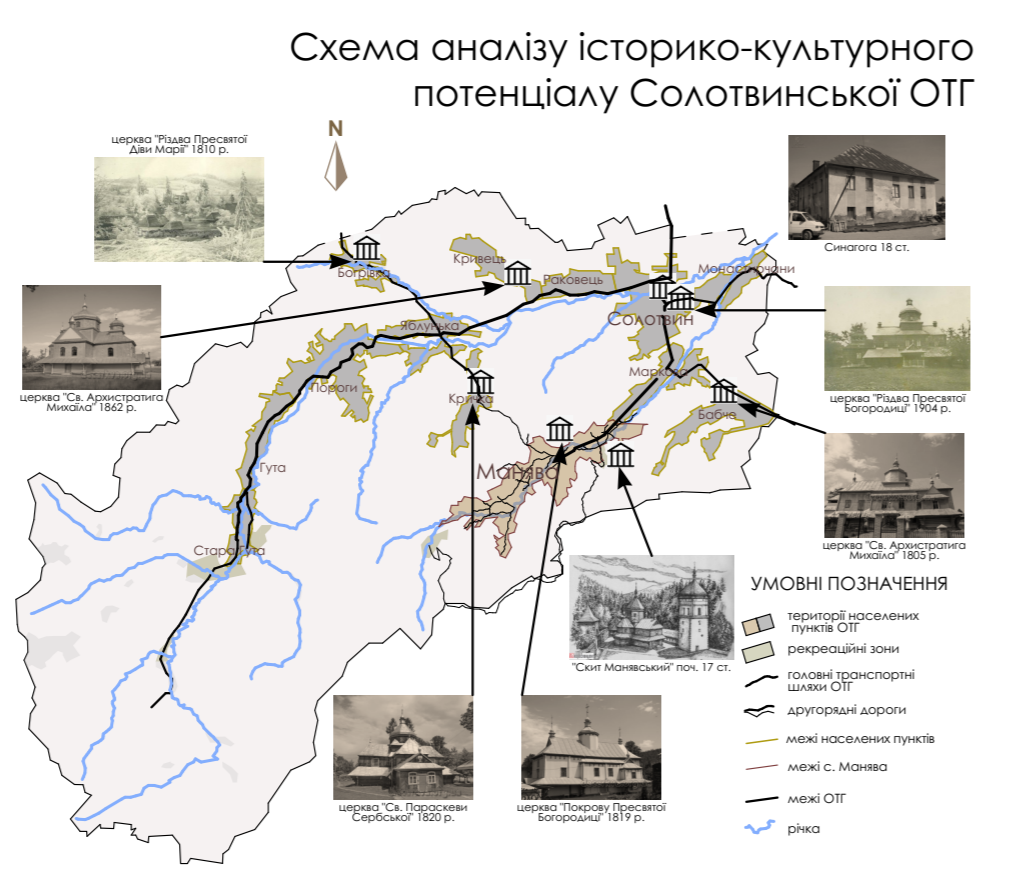 Схема аналізу історико-культурного
потенціалу Солотвинської ОТГ
N
церква "Різдва Пресвятої
Діви Марії" 1810 р.
Синагога 18 ст.
Богрівка
Кривець
Раковець
Монастирчани
Яблунька
Солотвин
церква "Св. Архистратига
Михаїла" 1862 р.
Пороги
Кричка
Маркова
Бабче
церква "Різдва Пресвятої
Богородиці" 1904 р.
Гута
Манява
Стара Гута
церква "Св. Архистратига
Михаїла" 1805 р.
"Скит Манявський" поч. 17 ст.
церква "Св. Параскеви
Сербської" 1820 р.
церква "Покрову Пресвятої
Богородиці" 1819 р.
УМОВНІ ПОЗНАЧЕННЯ
території населених
пунктів ОТГ
рекреаційні зони
головні транспортні
шляхи ОТГ
другорядні дороги
межі населених пунктів
межі с. Манява
межі ОТГ
річка